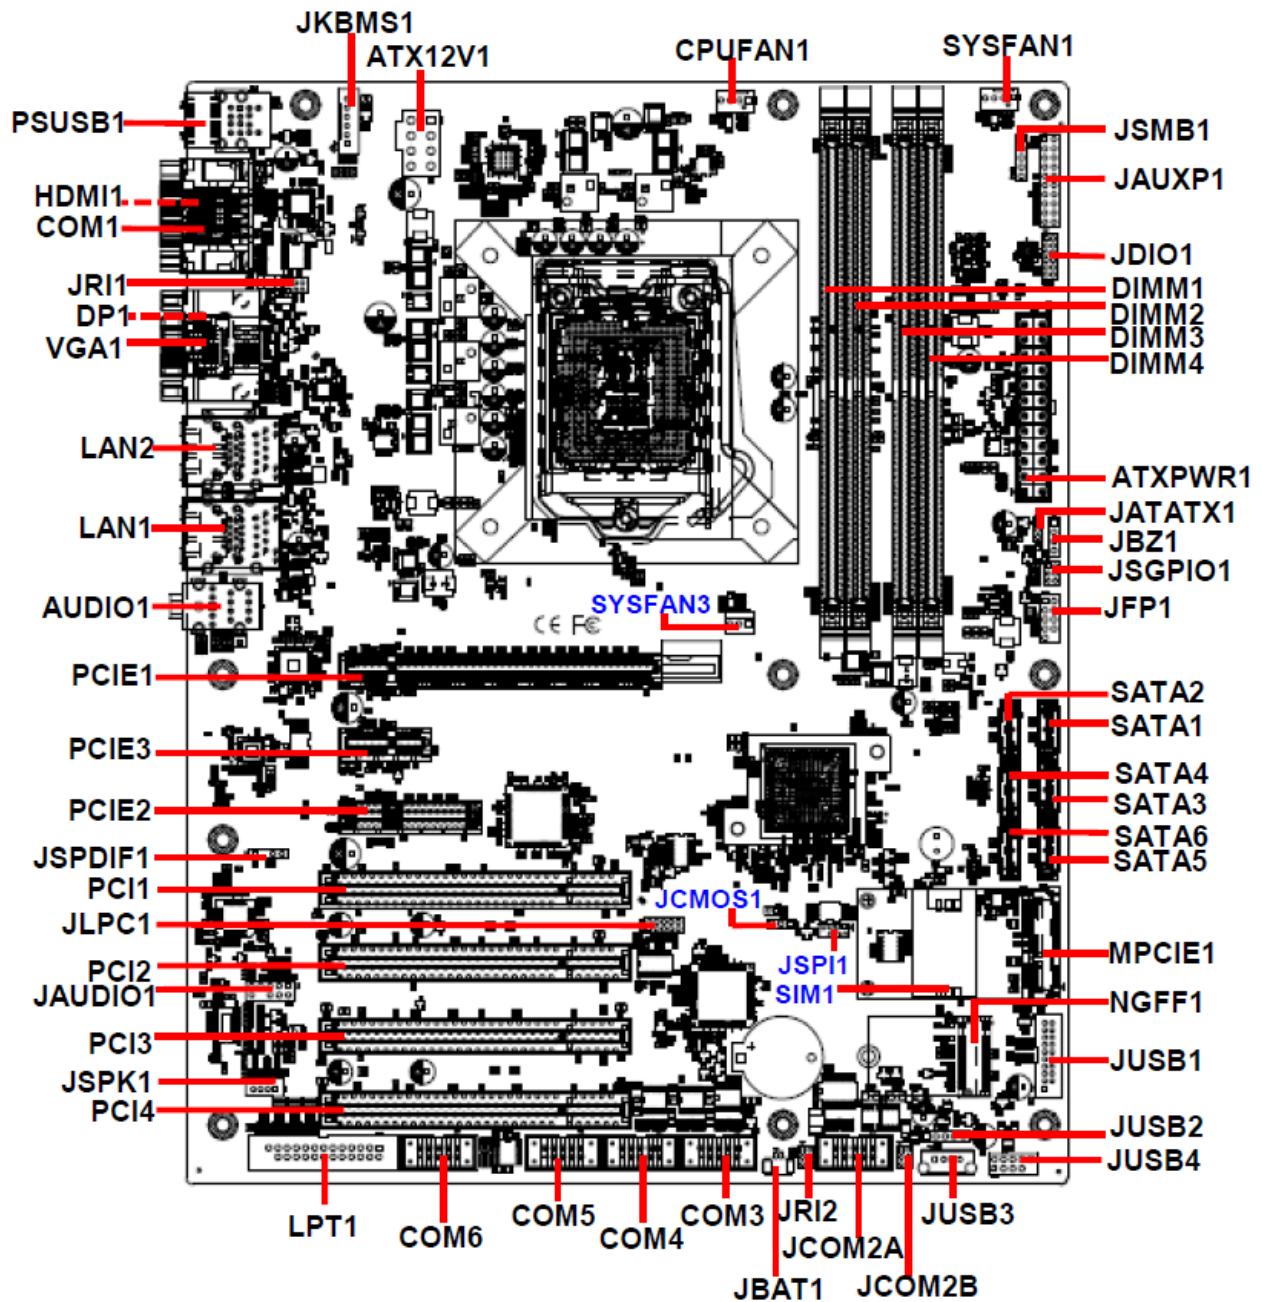 JKBMS1
ATX12V1
CPUFAN1
SYSFAN1
PSUSB1
JSMB1
JAUXP1
HDMI1
COM1
JDIO1
JRI1
DIMM1
DP1
DIMM2
DIMM3
VGA1
DIMM4
LAN2
ATXPWR1
JATATX1
LAN1
JBZ1
JSGPIO1
AUDIO1
SYSFAN3
JFP1
CE FC
PCIE1
SATA2
SATA1
PCIE3
SATA4
SATA3
PCIE2
SATA6
JSPDIF1
SATA5
PCI1
JCMOS1
JLPC1
MPCIE1
PCI2
JSPI1
JAUDIO1
SIM1
NGFF1
PCI3
JUSB1
JSPK1
PCI4
JUSB2
JUSB4
LPT1
COM6
COM5
COM4
COM3
JRI2
JCOM2A
JUSB3
JBAT1
JCOM2B